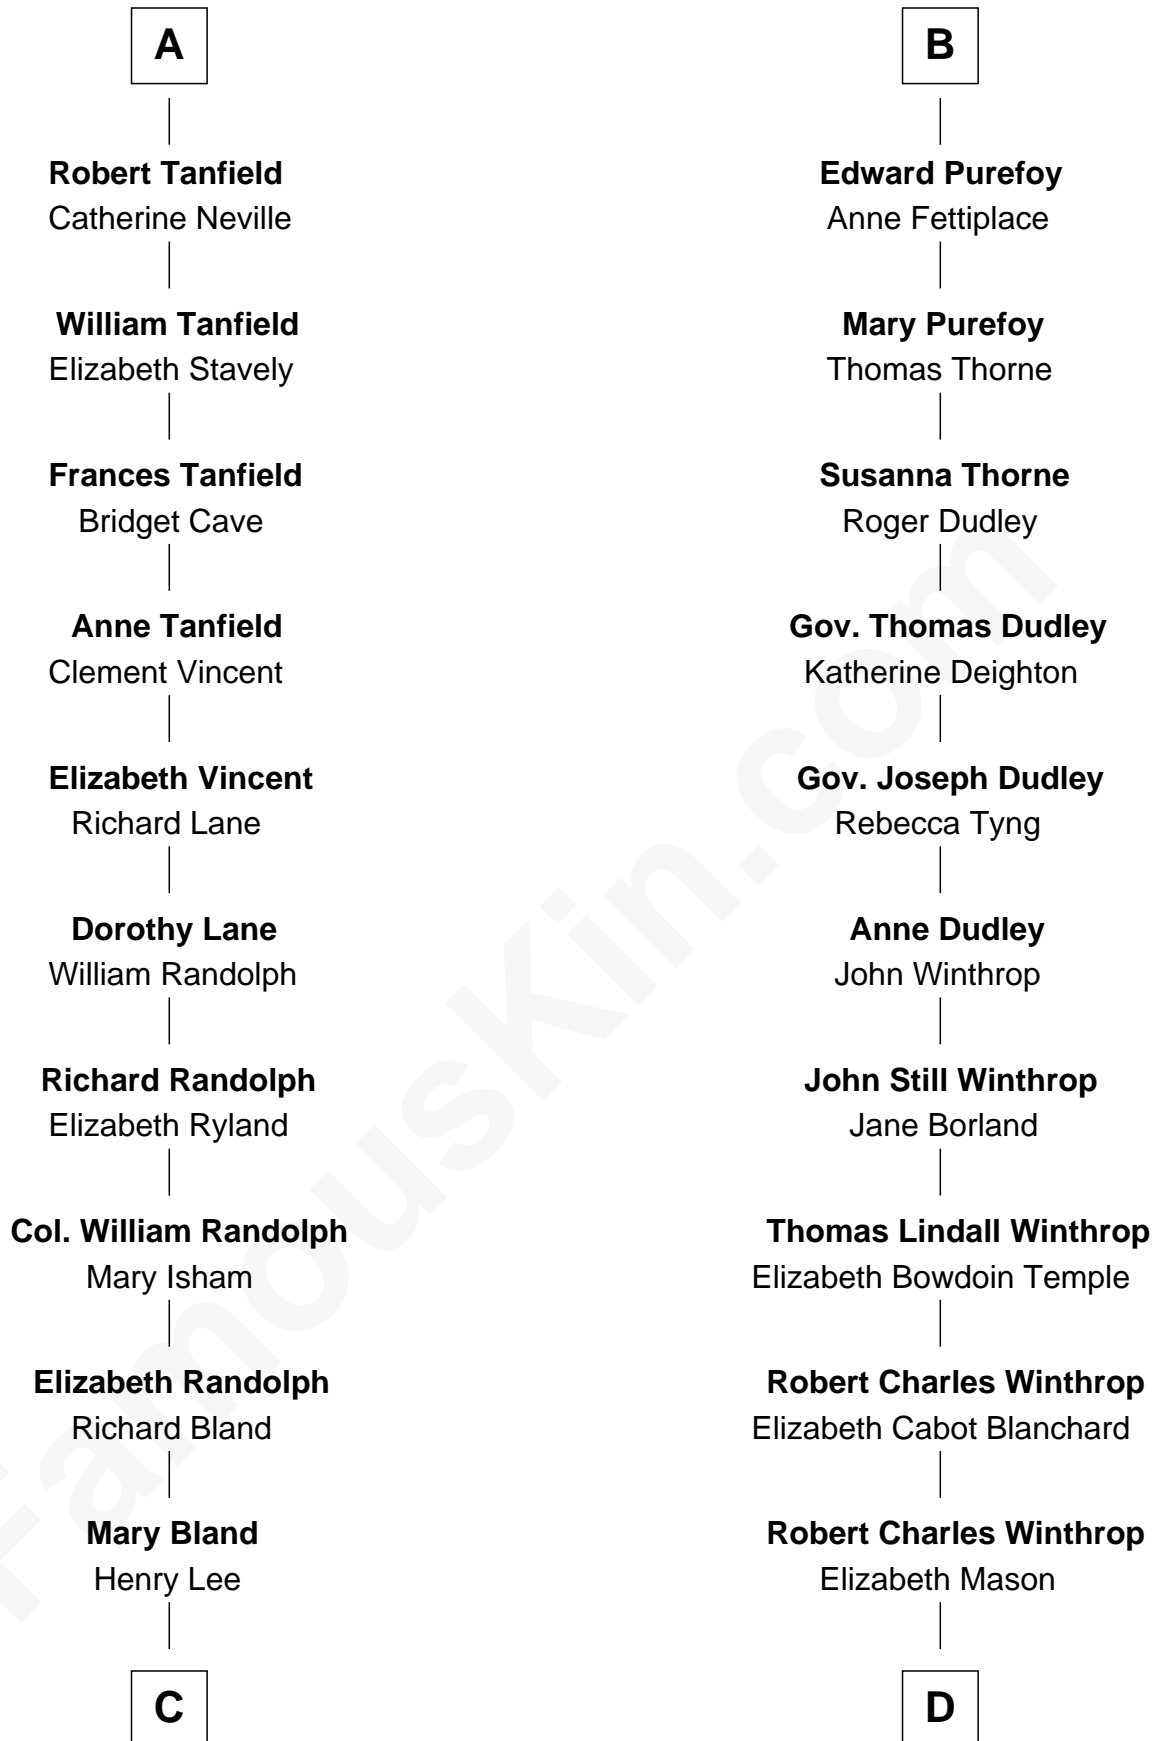 A
Robert Tanfield
Catherine Neville
William Tanfield
Elizabeth Stavely
Frances Tanfield
Bridget Cave
Anne Tanfield
Clement Vincent
Elizabeth Vincent
Richard Lane
Dorothy Lane
William Randolph
Richard Randolph
Elizabeth Ryland
Col. William Randolph
Mary Isham
Elizabeth Randolph
Richard Bland
Mary Bland
Henry Lee
C
B
Edward Purefoy
Anne Fettiplace
Mary Purefoy
Thomas Thorne
Susanna Thorne
Roger Dudley
Gov. Thomas Dudley
Katherine Deighton
Gov. Joseph Dudley
Rebecca Tyng
Anne Dudley
John Winthrop
John Still Winthrop
Jane Borland
Thomas Lindall Winthrop
Elizabeth Bowdoin Temple
Robert Charles Winthrop
Elizabeth Cabot Blanchard
Robert Charles Winthrop
Elizabeth Mason
D
FamousKin.com